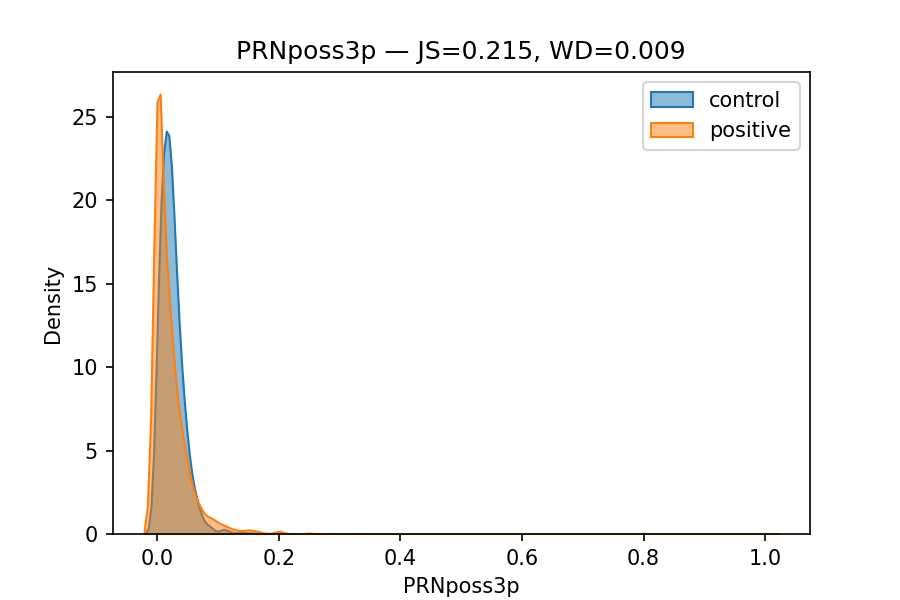 PRNposs3p — JS=0.215, WD=0.009
control
positive
Density
25
20
15
10
5
0
0.0 0.2 0.4 0.6 0.8 1.0
PRNposs3p